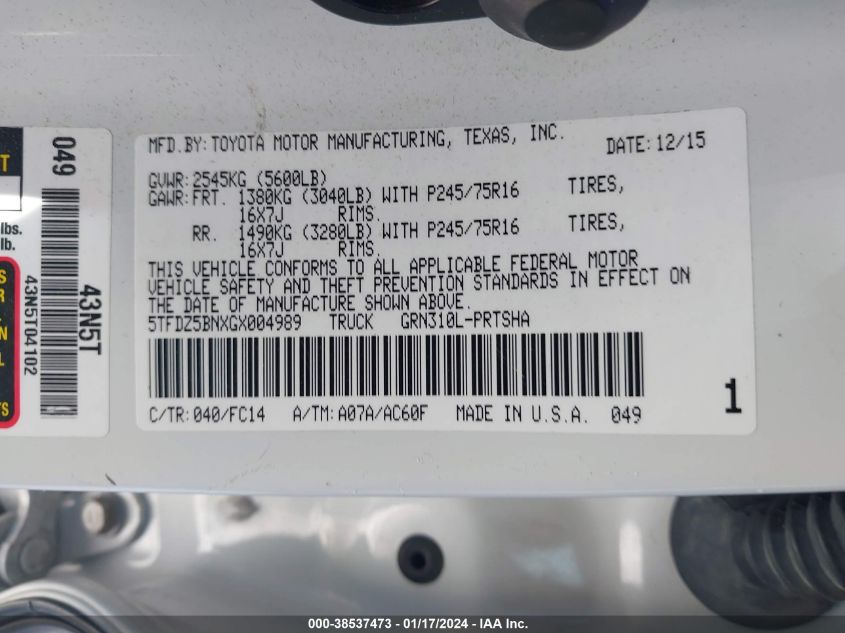 MFD.BY: TOYOTA MOTOR MANUFACTURING, TEXAS, INC. DATE: 12/15
GVWR: 2545KG (5600LB)
GAWR: FRT. 1380KG (3040LB) WITH P245/75R16 TIRES,
16X7J RIMS.
RR. 1490KG (3280LB) WITH P245/75R16 TIRES,
16X7J RIMS.
THIS VEHICLE CONFORMS TO ALL APPLICABLE FEDERAL MOTOR
VEHICLE SAFETY AND THEFT PREVENTION STANDARDS IN EFFECT ON
THE DATE OF MANUFACTURE SHOWN ABOVE.
5TFDZ5BNXGX004989 TRUCK GRN310L-PRTSHA
C/TR: 040/FC14 A/TM: A07A/AC60F MADE IN U.S.A. 049
1
049
43N5T
43N5T04102
lbs.
lb.
000-38537473 - 01/17/2024 - IAA Inc.